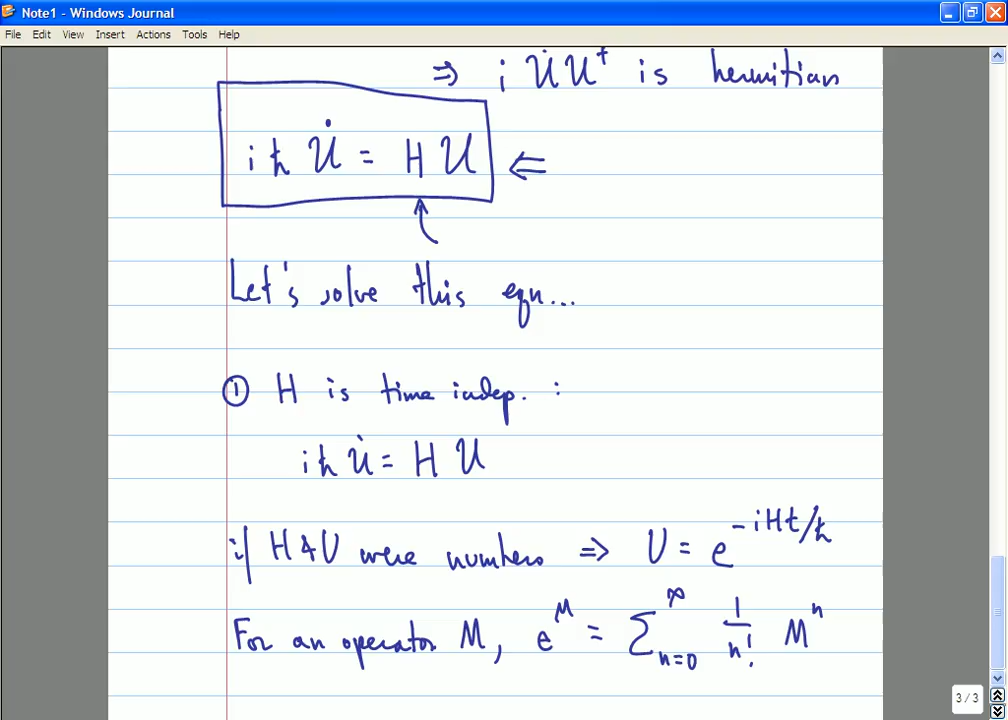 Note1 - Windows Journal
File Edit View Insert Actions Tools Help
⇒ i U̇ U† is hermitian
iħ U̇ = H U ⇐
Let's solve this eqn...
① H is time indep. :
iħ U̇ = H U
if H & U were numbers ⇒ U = e^{-iHt/ħ}
For an operator M, e^M = ∑_{n=0}^∞ 1/n! M^n
3 / 3